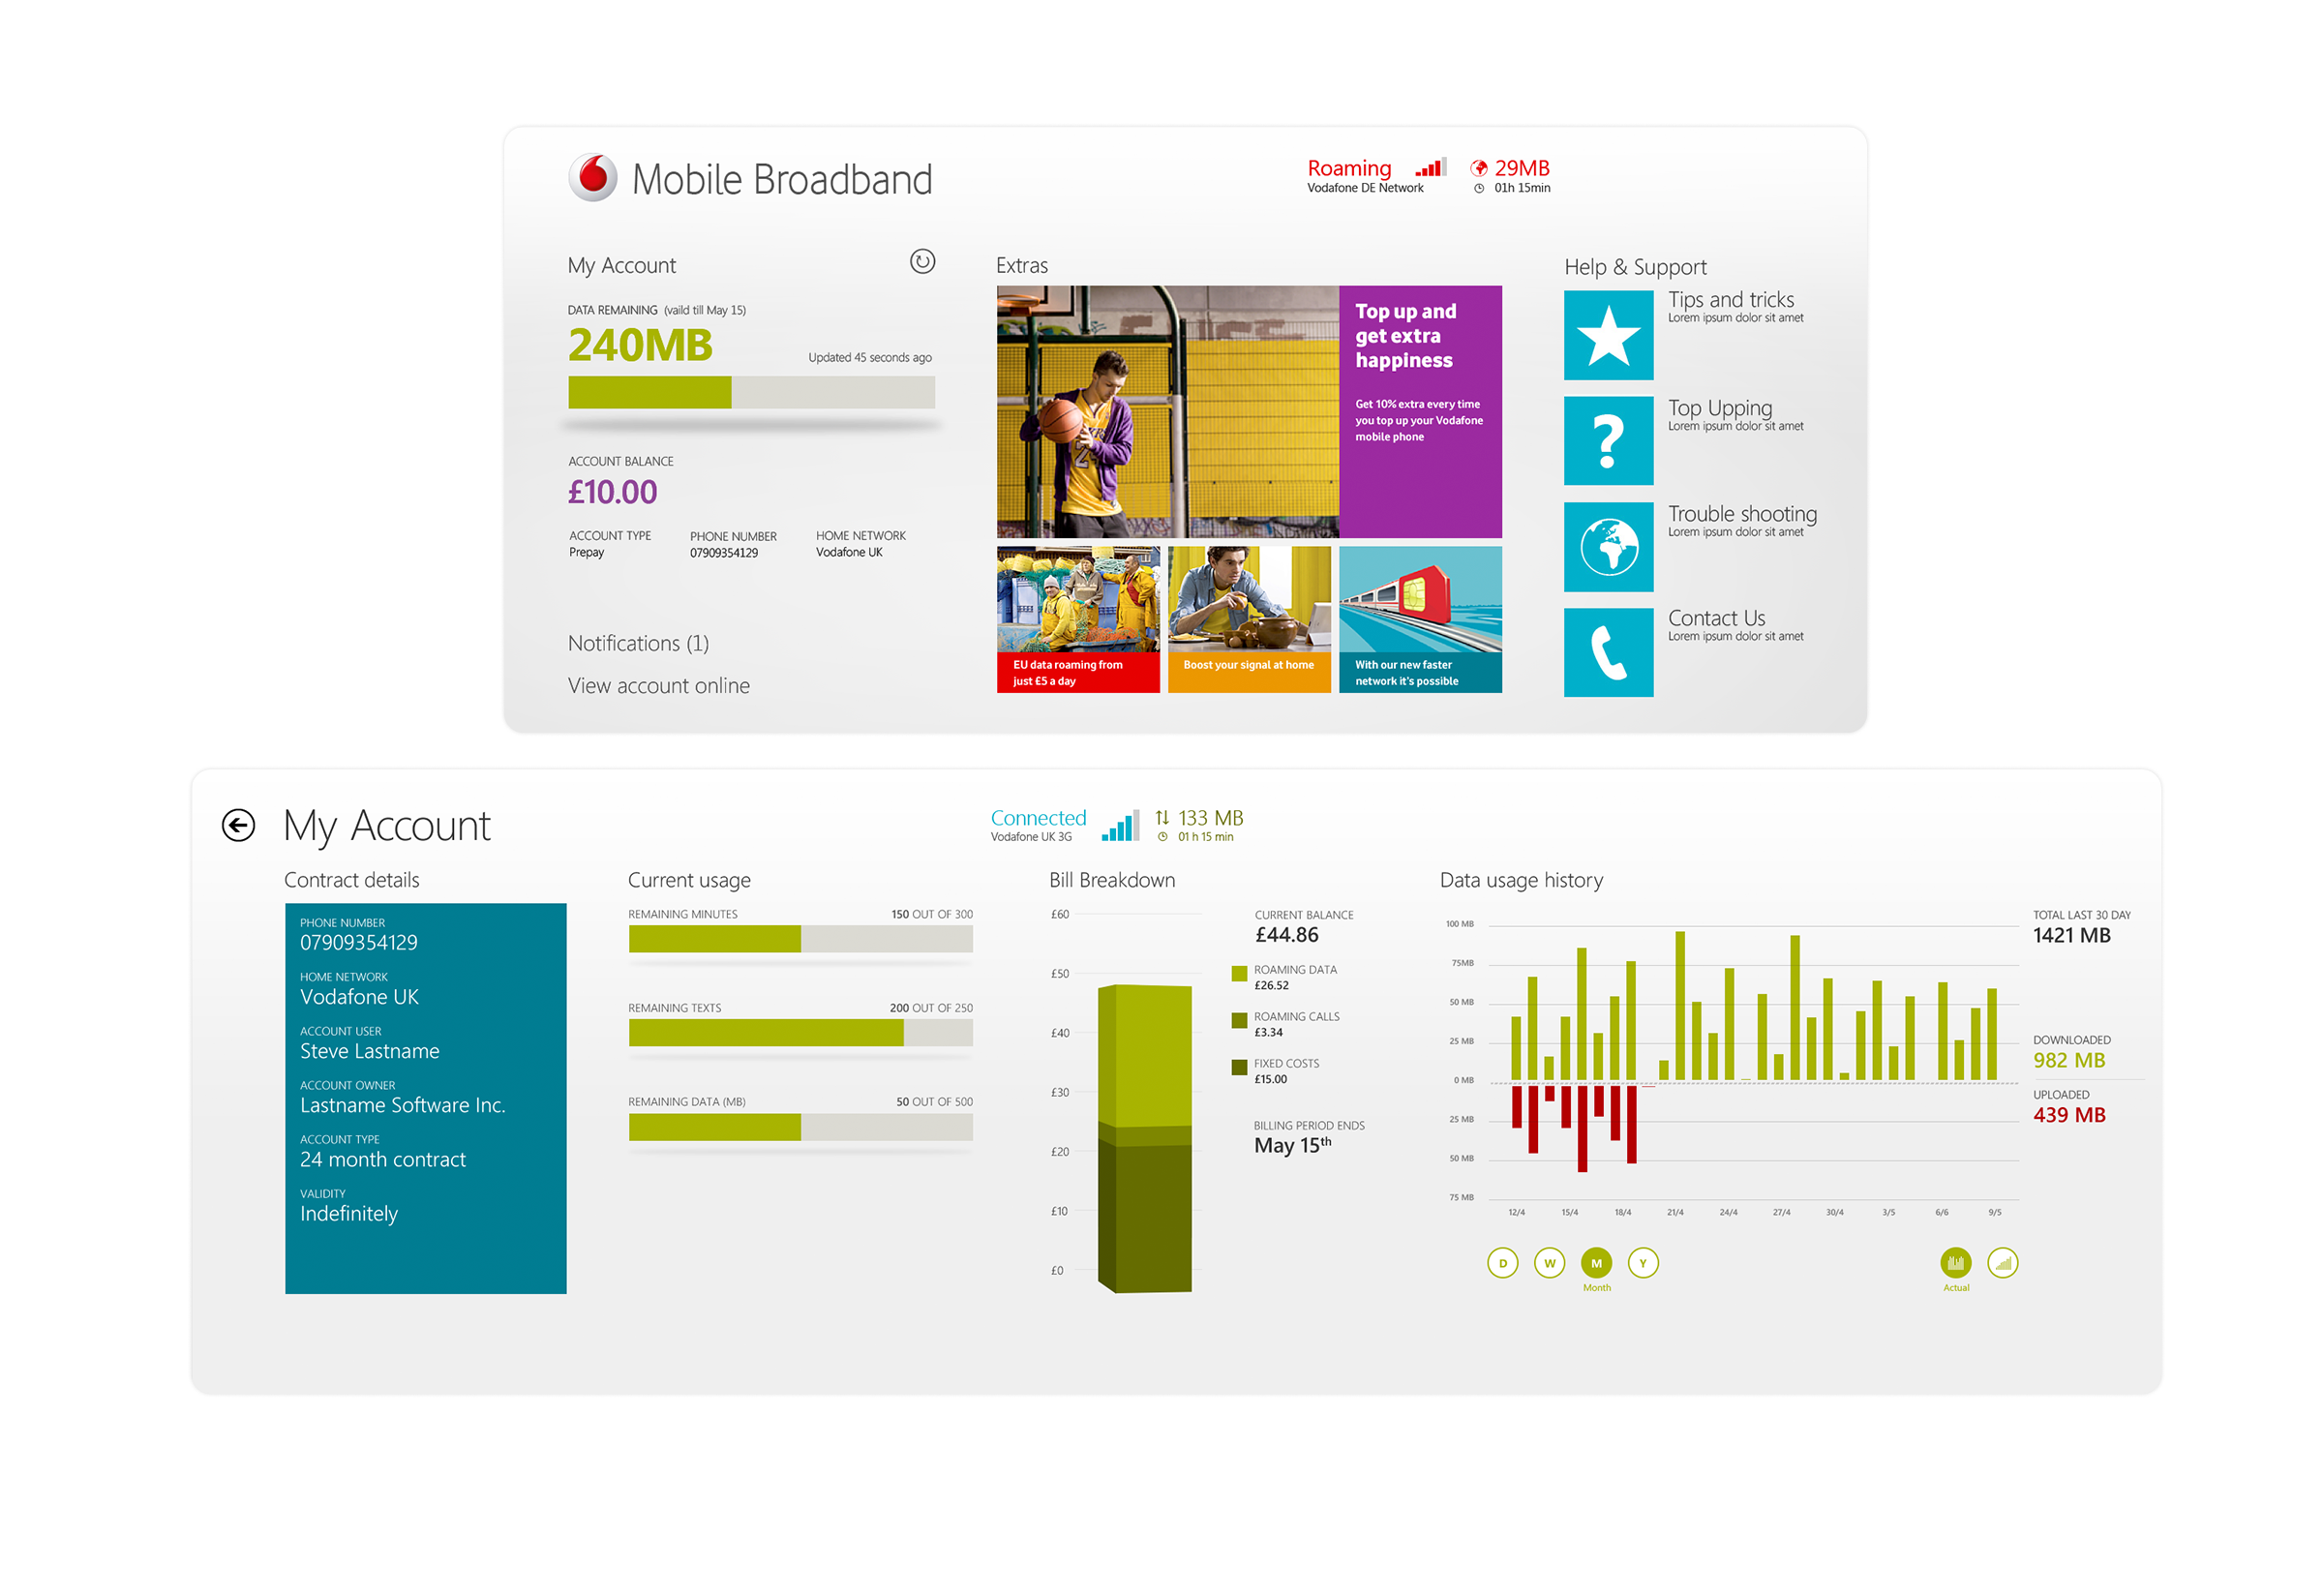 Mobile Broadband
Roaming
Vodafone DE Network
29MB
01h 15min
My Account
DATA REMAINING (vaild till May 15)
240MB
Updated 45 seconds ago
ACCOUNT BALANCE
£10.00
ACCOUNT TYPE
Prepay
PHONE NUMBER
07909354129
HOME NETWORK
Vodafone UK
Notifications (1)
View account online
Extras
Top up and
get extra
happiness
Get 10% extra every time
you top up your Vodafone
mobile phone
EU data roaming from
just £5 a day
Boost your signal at home
With our new faster
network it's possible
Help & Support
Tips and tricks
Lorem ipsum dolor sit amet
Top Upping
Lorem ipsum dolor sit amet
Trouble shooting
Lorem ipsum dolor sit amet
Contact Us
Lorem ipsum dolor sit amet
My Account
Connected
Vodafone UK 3G
133 MB
01 h 15 min
Contract details
PHONE NUMBER
07909354129
HOME NETWORK
Vodafone UK
ACCOUNT USER
Steve Lastname
ACCOUNT OWNER
Lastname Software Inc.
ACCOUNT TYPE
24 month contract
VALIDITY
Indefinitely
Current usage
REMAINING MINUTES 150 OUT OF 300
REMAINING TEXTS 200 OUT OF 250
REMAINING DATA (MB) 50 OUT OF 500
Bill Breakdown
£60
£50
£40
£30
£20
£10
£0
CURRENT BALANCE
£44.86
ROAMING DATA
£26.52
ROAMING CALLS
£3.34
FIXED COSTS
£15.00
BILLING PERIOD ENDS
May 15th
Data usage history
100 MB
75MB
50 MB
25 MB
0 MB
25 MB
50 MB
75 MB
12/4 15/4 18/4 21/4 24/4 27/4 30/4 3/5 6/6 9/5
D W M Y
Month
Actual
TOTAL LAST 30 DAY
1421 MB
DOWNLOADED
982 MB
UPLOADED
439 MB